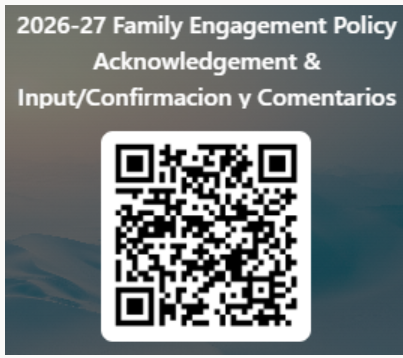 2026-27 Family Engagement Policy
Acknowledgement &
Input/Confirmacion y Comentarios